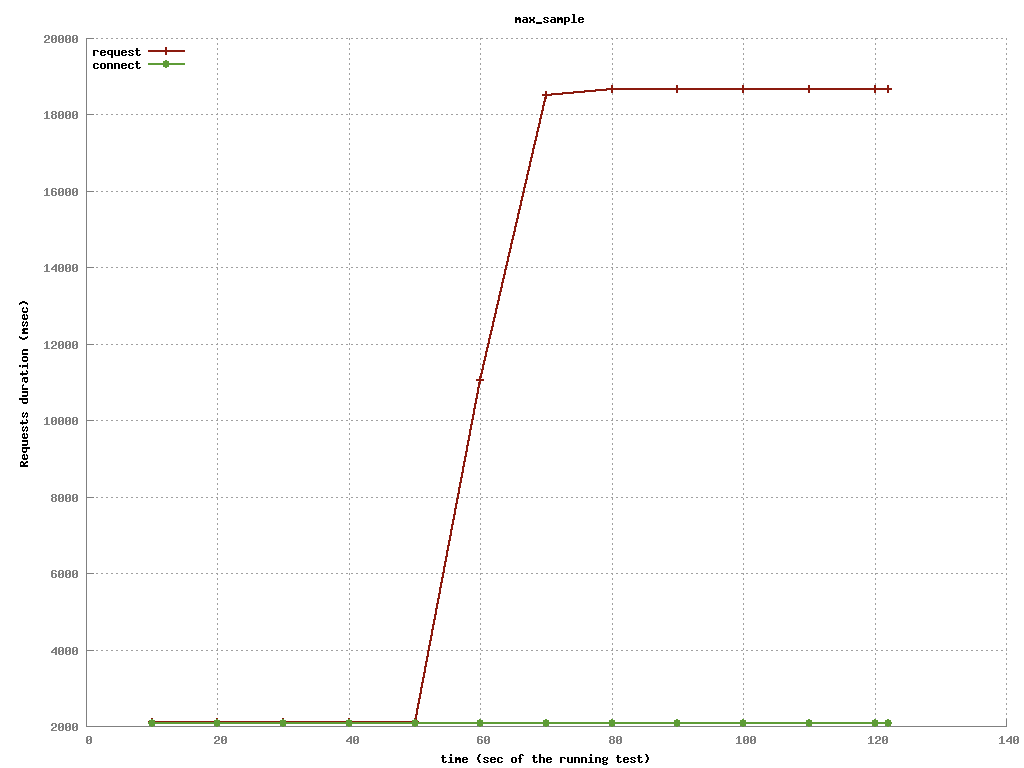 max_sample
request
connect
20000
18000
16000
14000
12000
10000
8000
6000
4000
2000
Requests duration (msec)
0 20 40 60 80 100 120 140
time (sec of the running test)